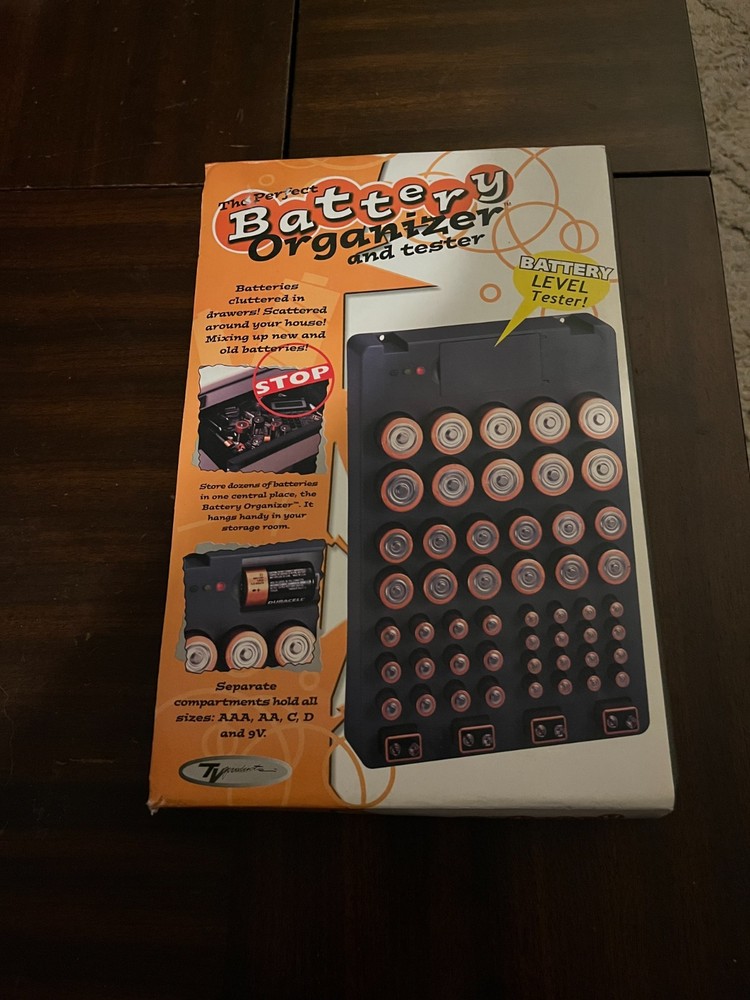 The Perfect
Battery
Organizer™
and tester
BATTERY
LEVEL
Tester!
Batteries
cluttered in
drawers! Scattered
around your house!
Mixing up new and
old batteries!
STOP
Store dozens of batteries
in one central place, the
Battery Organizer™. It
hangs handy in your
storage room.
DURACELL
Separate
compartments hold all
sizes: AAA, AA, C, D
and 9V.
TV